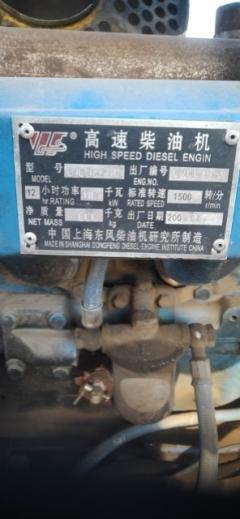 高速柴油机
HIGH SPEED DIESEL ENGIN
型号 出厂编号
MODEL ENG.NO.
12小时功率 千瓦 标准转速 1500 转/分
hr.RATING kW RATED SPEED r/min
净质量 千克 出厂日期 200
NET MASS kg
中国上海东风柴油机研究所制造
MADE IN SHANGHAI DONGFENG DIESEL ENGINE INSTITUTE CHINA